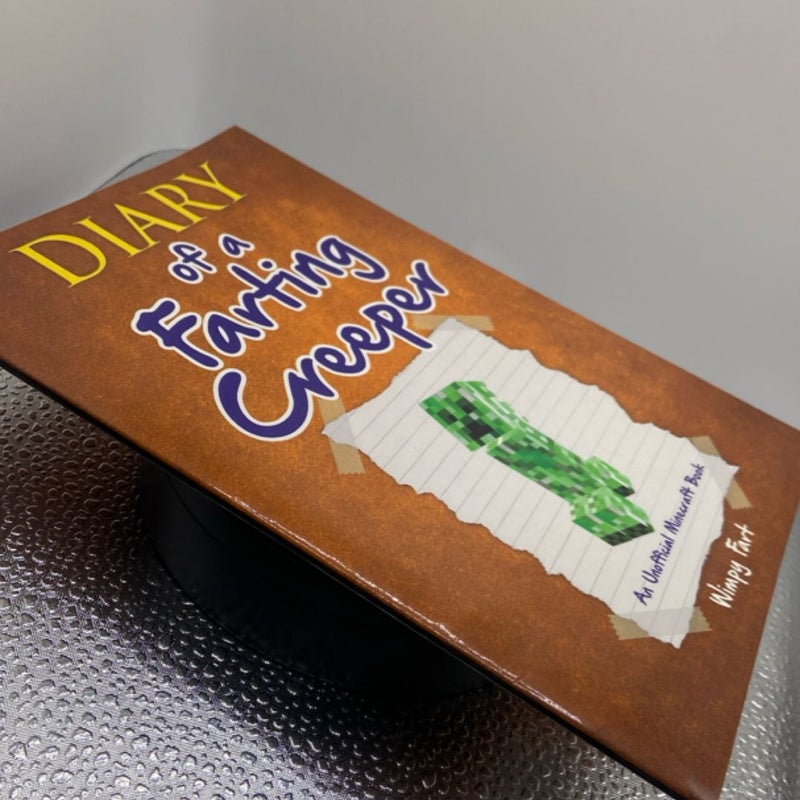 DIARY
of a
Farting
Creeper
An Unofficial Minecraft Book
Wimpy Fart